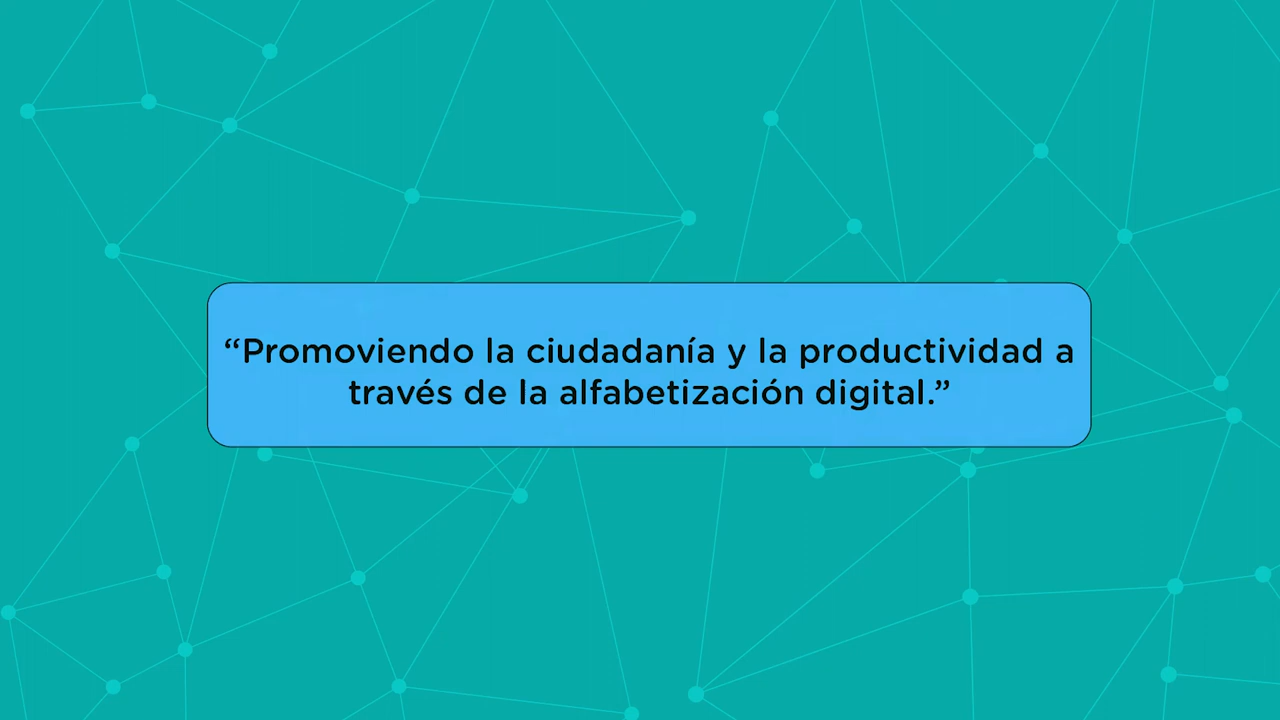 “Promoviendo la ciudadanía y la productividad a
través de la alfabetización digital.”